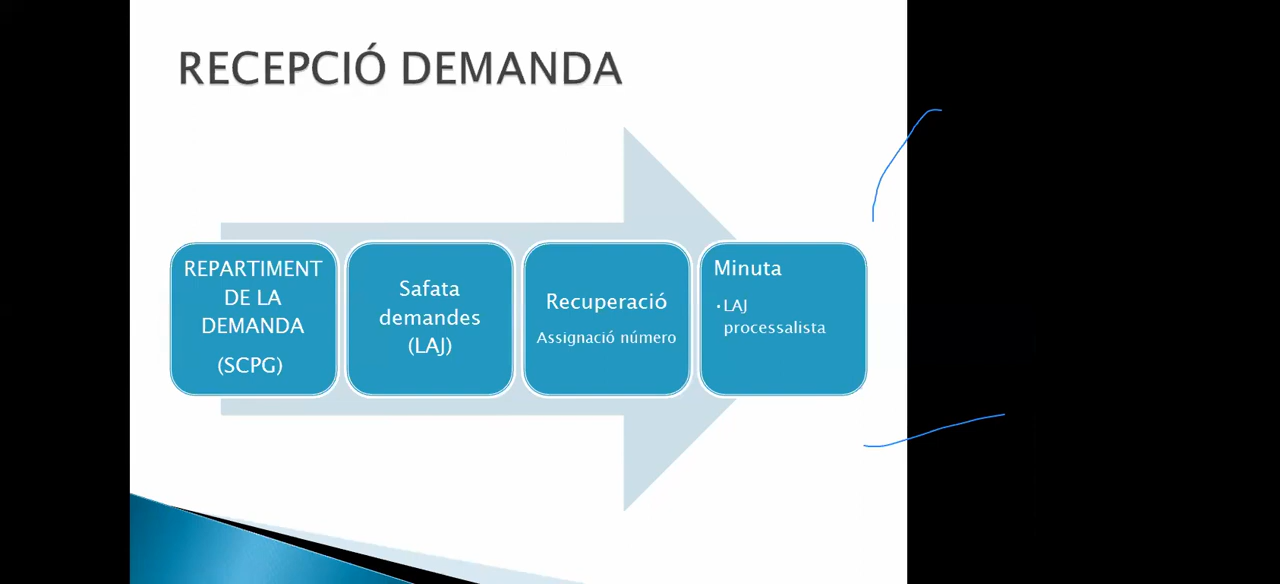 RECEPCIÓ DEMANDA
REPARTIMENT
DE LA
DEMANDA
(SCPG)
Safata
demandes
(LAJ)
Recuperació
Assignació número
Minuta
• LAJ
processalista